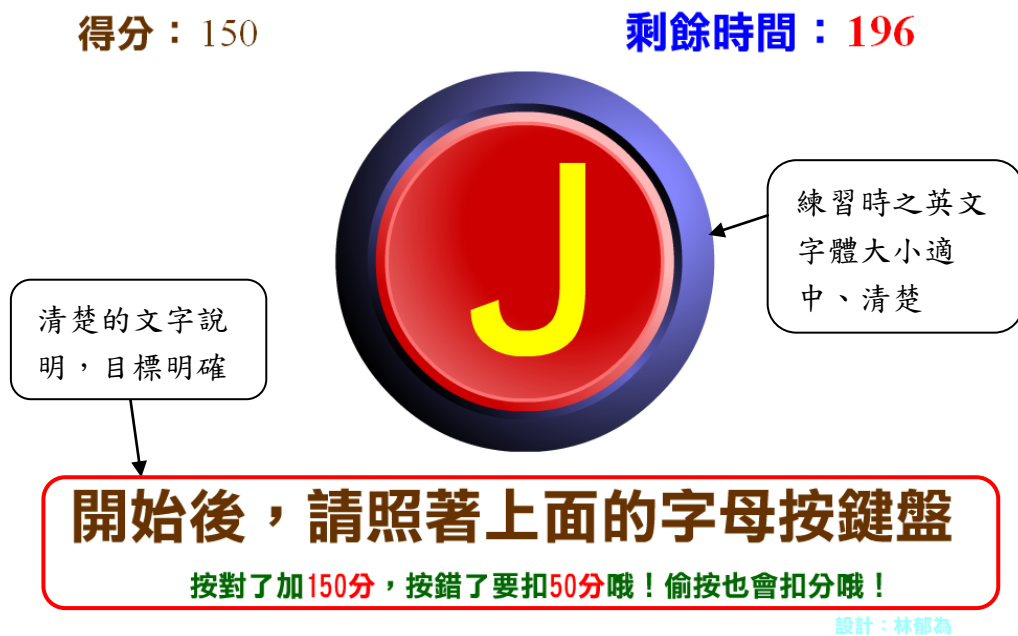 得分：150
剩餘時間：196
J
練習時之英文
字體大小適
中、清楚
清楚的文字說
明，目標明確
開始後，請照著上面的字母按鍵盤
按對了加150分，按錯了要扣50分哦！偷按也會扣分哦！
設計：林郁為